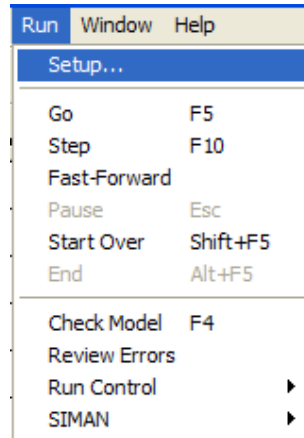 Run Window Help
Setup...
Go F5
Step F10
Fast-Forward
Pause Esc
Start Over Shift+F5
End Alt+F5
Check Model F4
Review Errors
Run Control
SIMAN